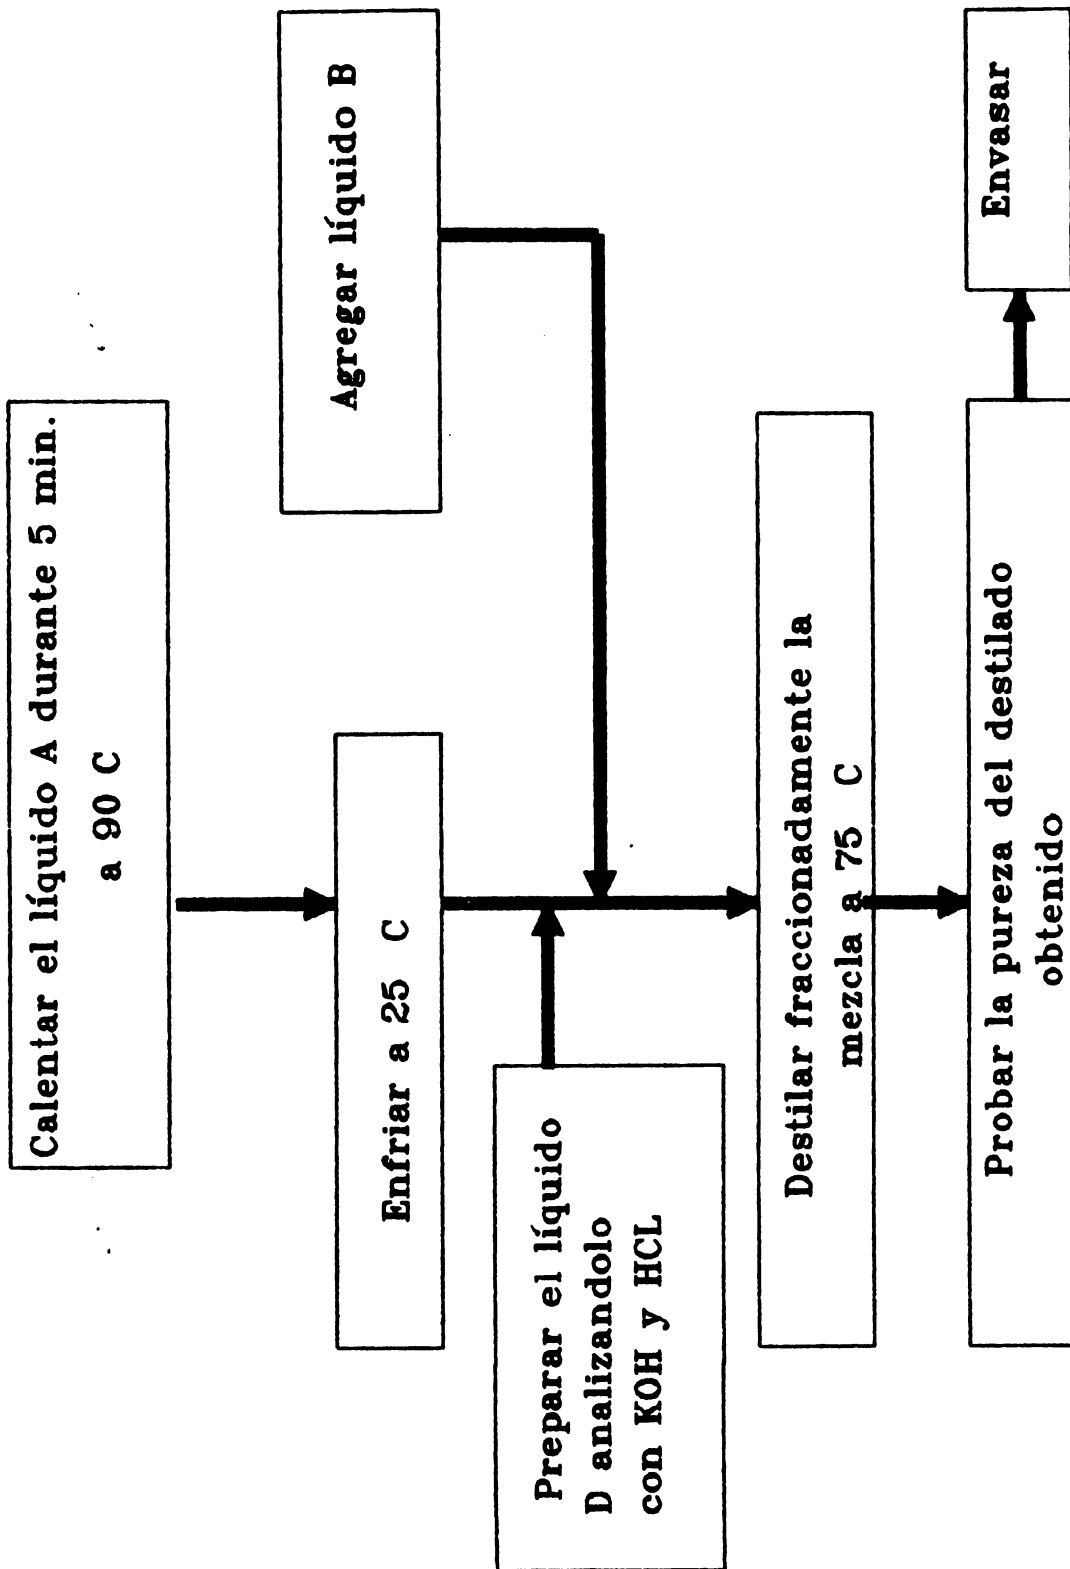 Calentar el líquido A durante 5 min.
a 90 C
Agregar líquido B
Enfriar a 25 C
Preparar el líquido
D analizandolo
con KOH y HCL
Destilar fraccionadamente la
mezcla a 75 C
Probar la pureza del destilado
obtenido
Envasar